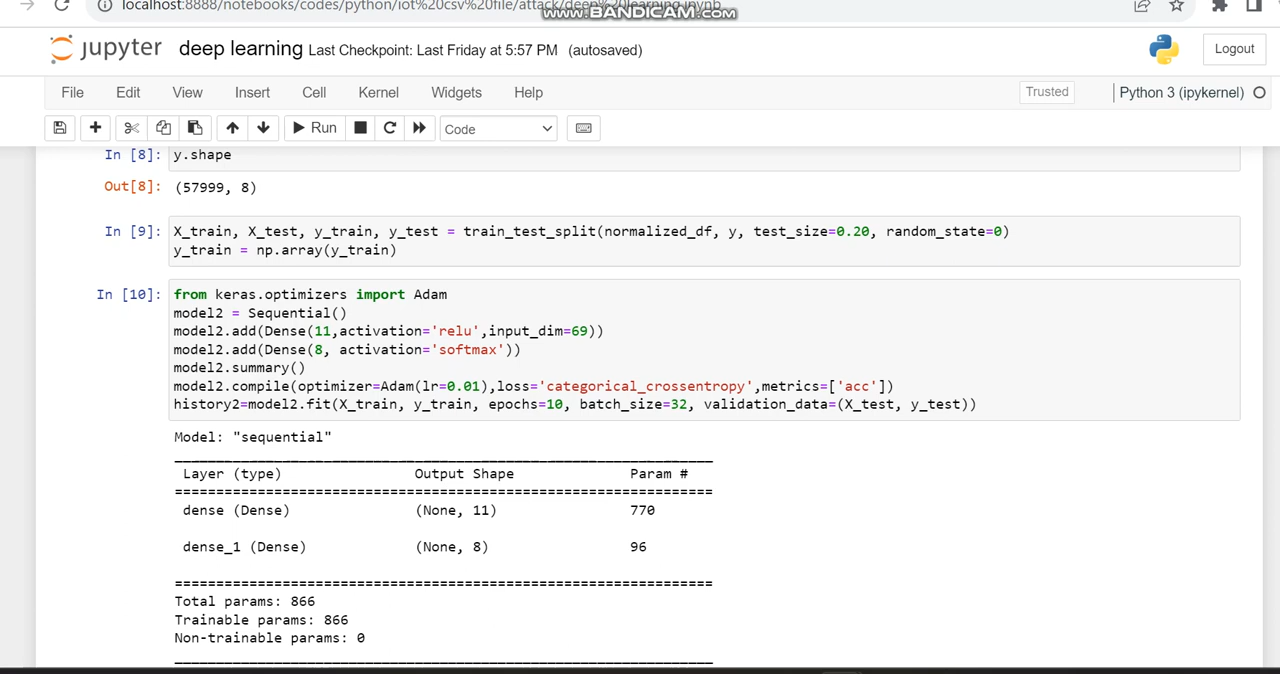 localhost:8888/notebooks/codes/python/iot%20csv%20file/attack/deep%20learning.ipynb
www.BANDICAM.com
jupyter deep learning Last Checkpoint: Last Friday at 5:57 PM (autosaved) Logout
File Edit View Insert Cell Kernel Widgets Help Trusted Python 3 (ipykernel)
Run Code
In [8]: y.shape
Out[8]: (57999, 8)
In [9]: X_train, X_test, y_train, y_test = train_test_split(normalized_df, y, test_size=0.20, random_state=0)
y_train = np.array(y_train)
In [10]: from keras.optimizers import Adam
model2 = Sequential()
model2.add(Dense(11,activation='relu',input_dim=69))
model2.add(Dense(8, activation='softmax'))
model2.summary()
model2.compile(optimizer=Adam(lr=0.01),loss='categorical_crossentropy',metrics=['acc'])
history2=model2.fit(X_train, y_train, epochs=10, batch_size=32, validation_data=(X_test, y_test))
Model: "sequential"
_________________________________________________________________
Layer (type) Output Shape Param #
=================================================================
dense (Dense) (None, 11) 770
dense_1 (Dense) (None, 8) 96
=================================================================
Total params: 866
Trainable params: 866
Non-trainable params: 0
_________________________________________________________________